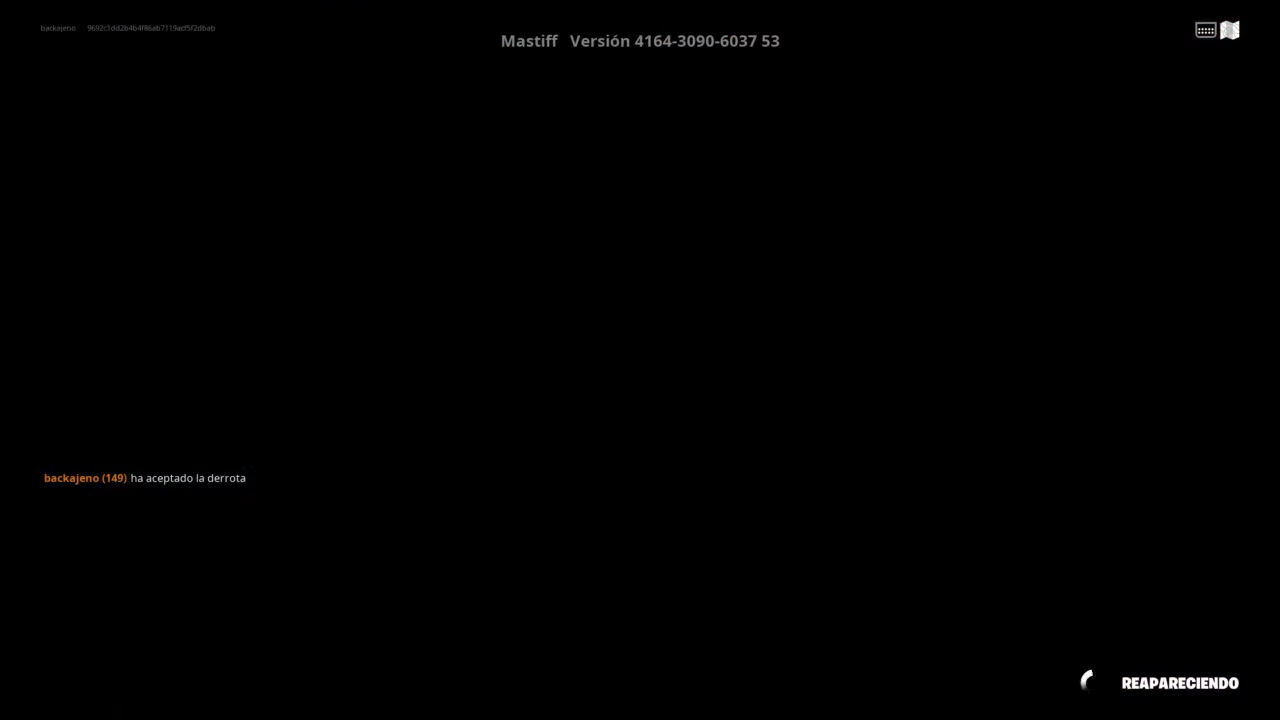 backajeno
Mastiff Versión 4164-3090-6037 53
backajeno (149) ha aceptado la derrota
REAPARECIENDO